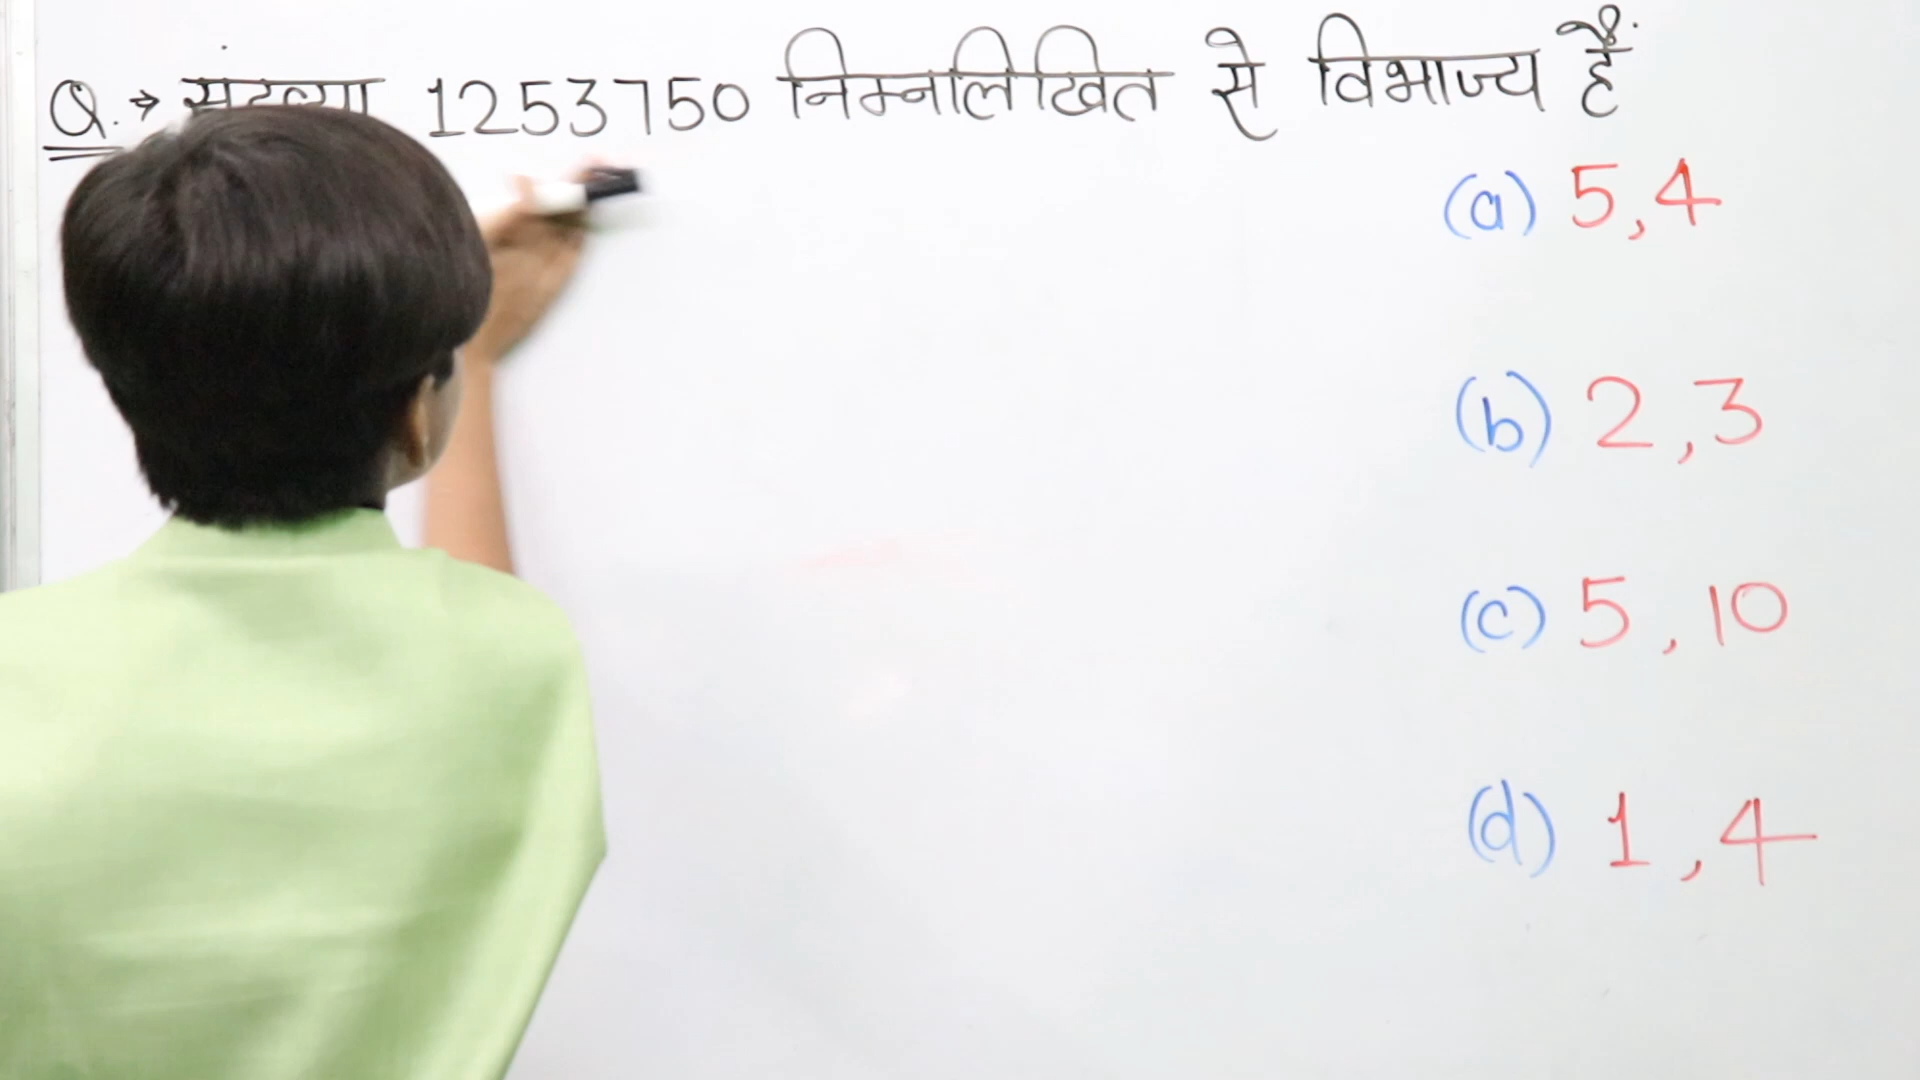 Q.→ संख्या 1253750 निम्नलिखित से विभाज्य है
(a) 5,4
(b) 2,3
(c) 5,10
(d) 1,4